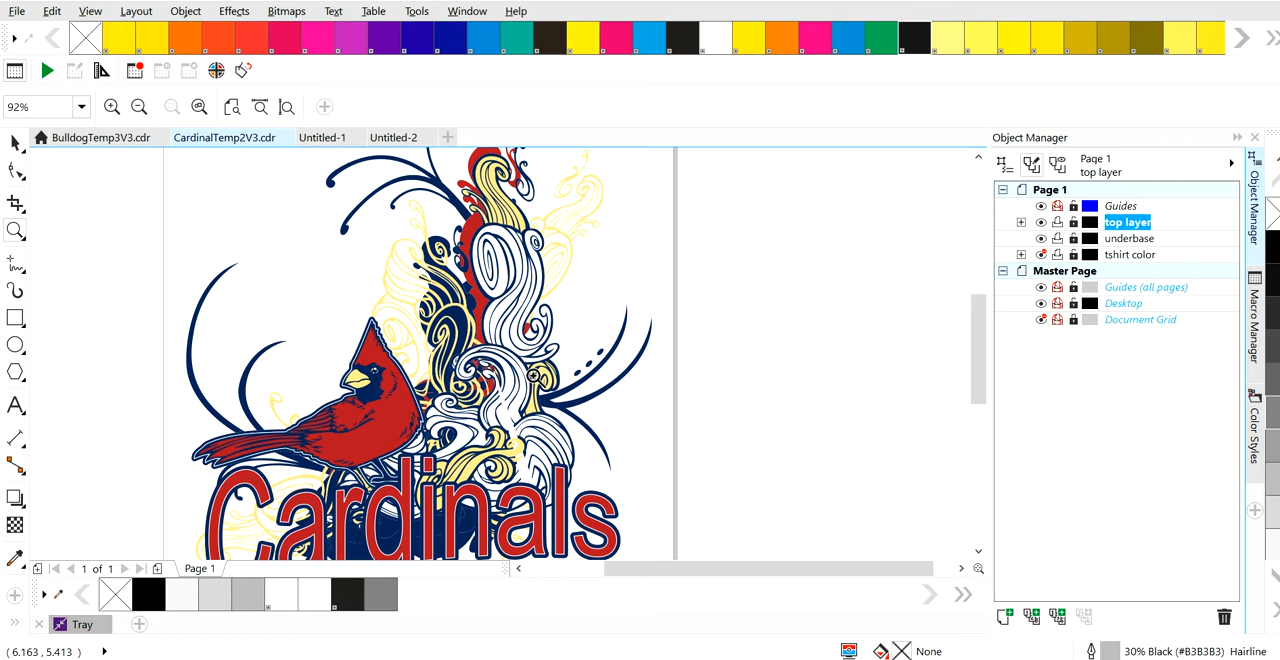 File Edit View Layout Object Effects Bitmaps Text Table Tools Window Help
92%
BulldogTemp3V3.cdr CardinalTemp2V3.cdr Untitled-1 Untitled-2
Object Manager
Page 1
top layer
Page 1
Guides
top layer
underbase
tshirt color
Master Page
Guides (all pages)
Desktop
Document Grid
Object Manager
Macro Manager
Color Styles
Cardinals
1 of 1 Page 1
Tray
( 6.163 , 5.413 ) None 30% Black (#B3B3B3) Hairline